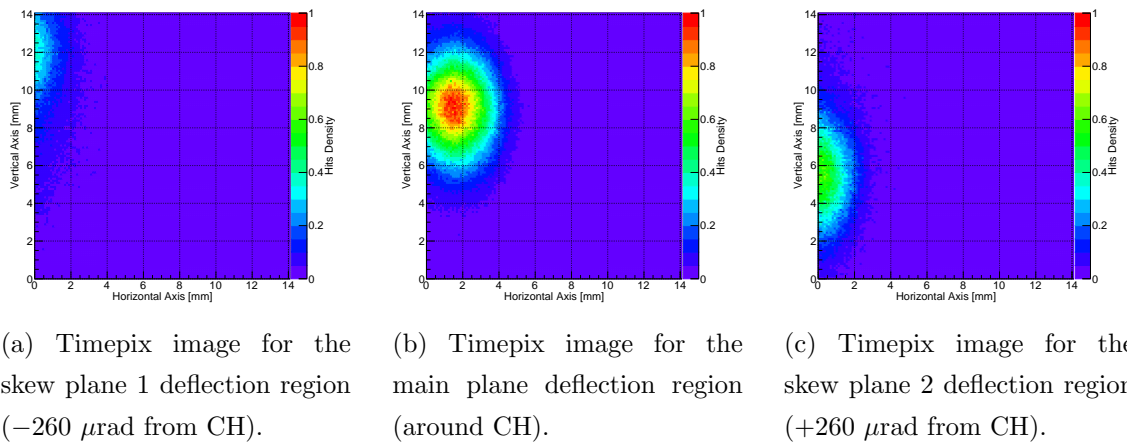 14
12
10
8
6
4
2
0
0 2 4 6 8 10 12 14
Vertical Axis [mm]
Horizontal Axis [mm]
1
0.8
0.6
0.4
0.2
0
Hits Density
14
12
10
8
6
4
2
0
0 2 4 6 8 10 12 14
Vertical Axis [mm]
Horizontal Axis [mm]
1
0.8
0.6
0.4
0.2
0
Hits Density
14
12
10
8
6
4
2
0
0 2 4 6 8 10 12 14
Vertical Axis [mm]
Horizontal Axis [mm]
1
0.8
0.6
0.4
0.2
0
Hits Density
(a) Timepix image for the
skew plane 1 deflection region
(−260 μrad from CH).
(b) Timepix image for the
main plane deflection region
(around CH).
(c) Timepix image for the
skew plane 2 deflection region
(+260 μrad from CH).